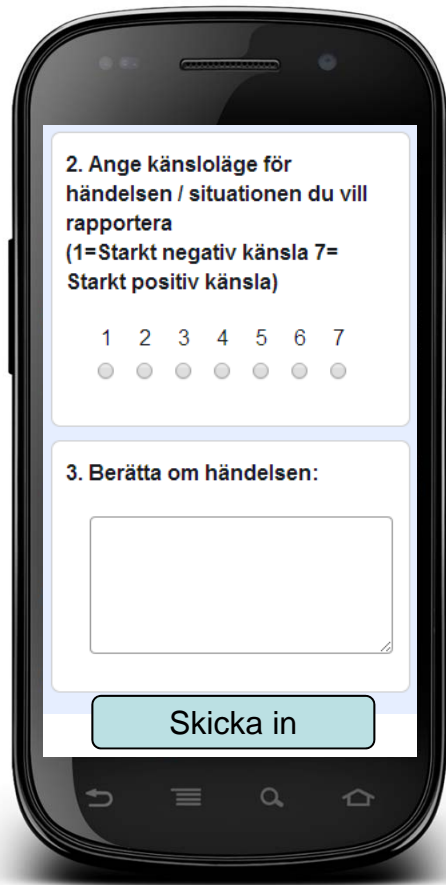 2. Ange känsloläge för
händelsen / situationen du vill
rapportera
(1=Starkt negativ känsla 7=
Starkt positiv känsla)
1 2 3 4 5 6 7
3. Berätta om händelsen:
Skicka in